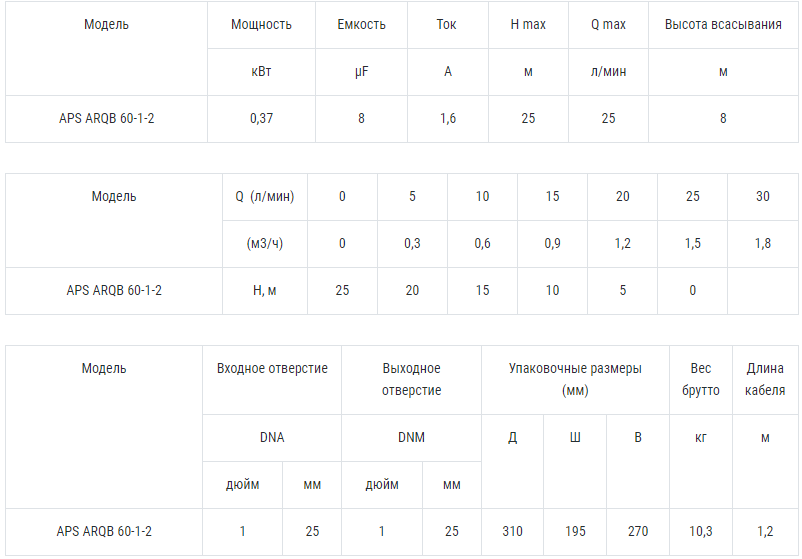 Модель Мощность Емкость Ток H max Q max Высота всасывания
кВт µF А м л/мин м
APS ARQB 60-1-2 0,37 8 1,6 25 25 8
Модель Q (л/мин) 0 5 10 15 20 25 30
(м3/ч) 0 0,3 0,6 0,9 1,2 1,5 1,8
APS ARQB 60-1-2 Н, м 25 20 15 10 5 0
Модель Входное отверстие Выходное отверстие Упаковочные размеры (мм) Вес брутто Длина кабеля
DNA DNM Д Ш В кг м
дюйм мм дюйм мм
APS ARQB 60-1-2 1 25 1 25 310 195 270 10,3 1,2